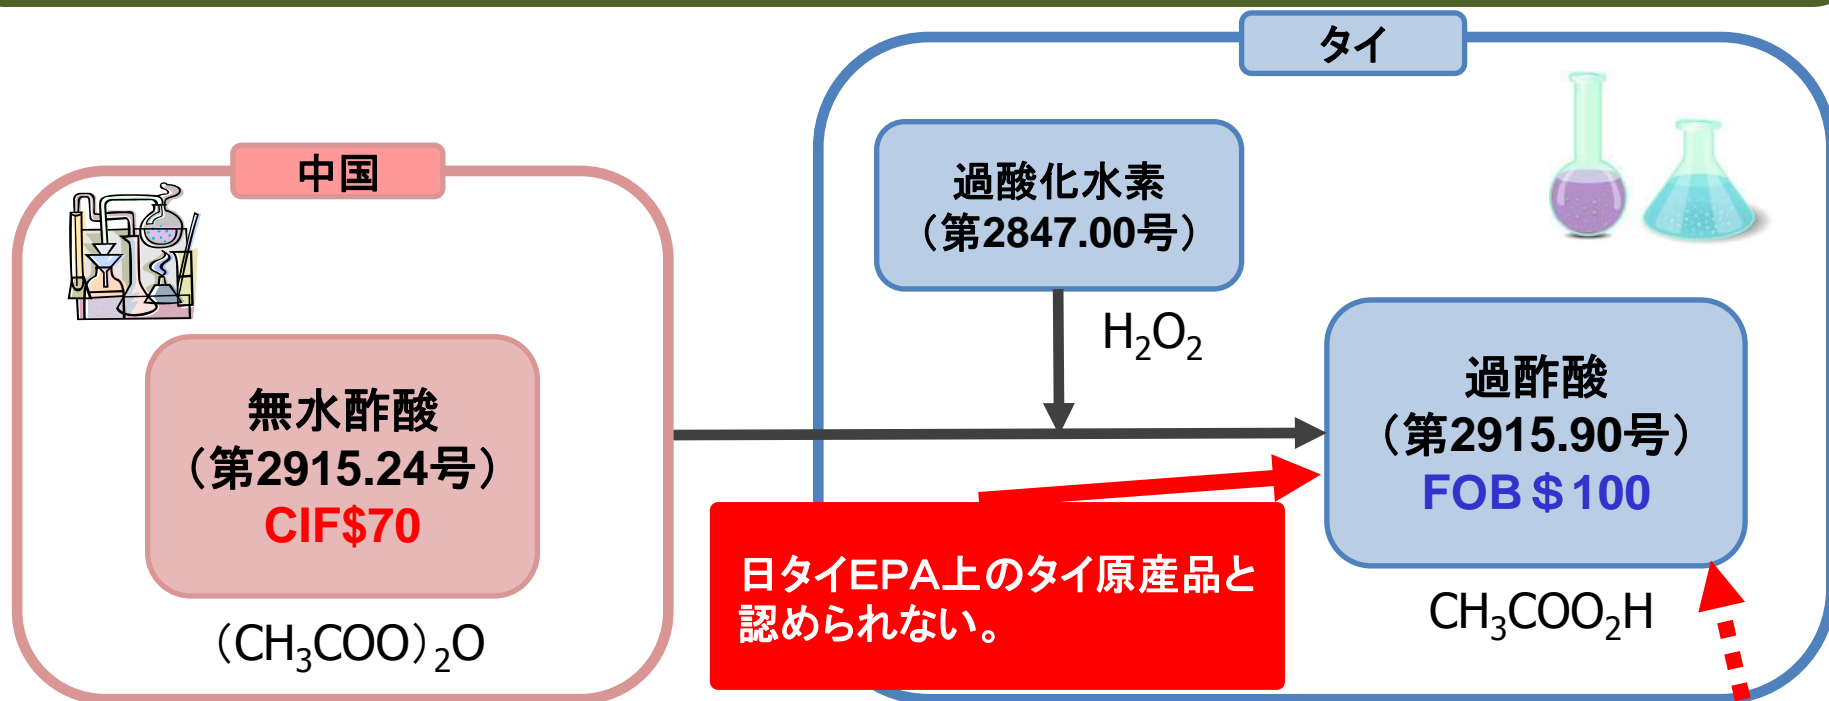 タイ
中国
過酸化水素
（第2847.00号）
H₂O₂
無水酢酸
（第2915.24号）
CIF$70
（CH₃COO）₂O
過酢酸
（第2915.90号）
FOB＄100
CH₃COO₂H
日タイEPA上のタイ原産品と
認められない。